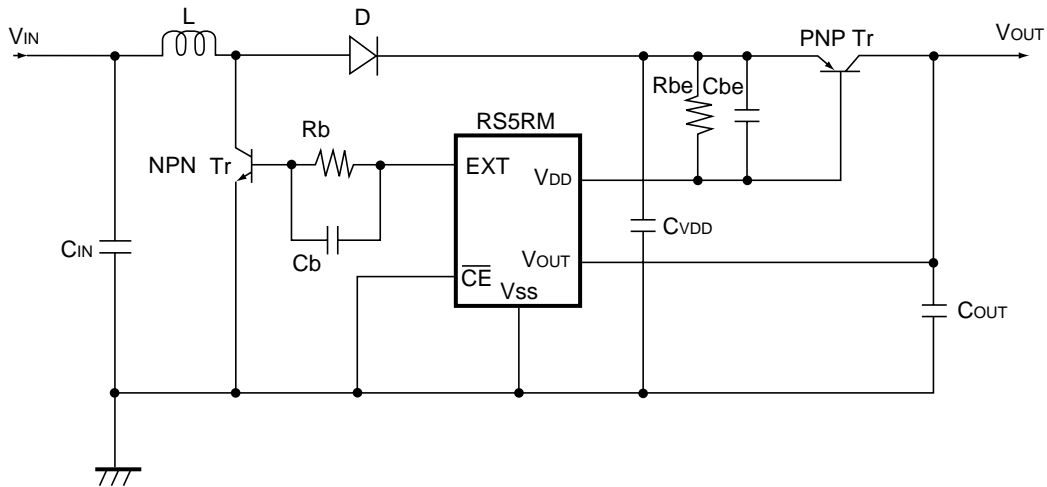 L
D
VIN
PNP Tr
VOUT
Rbe
Cbe
RS5RM
Rb
EXT
NPN Tr
VDD
CVDD
CIN
VOUT
Cb
CE
Vss
COUT